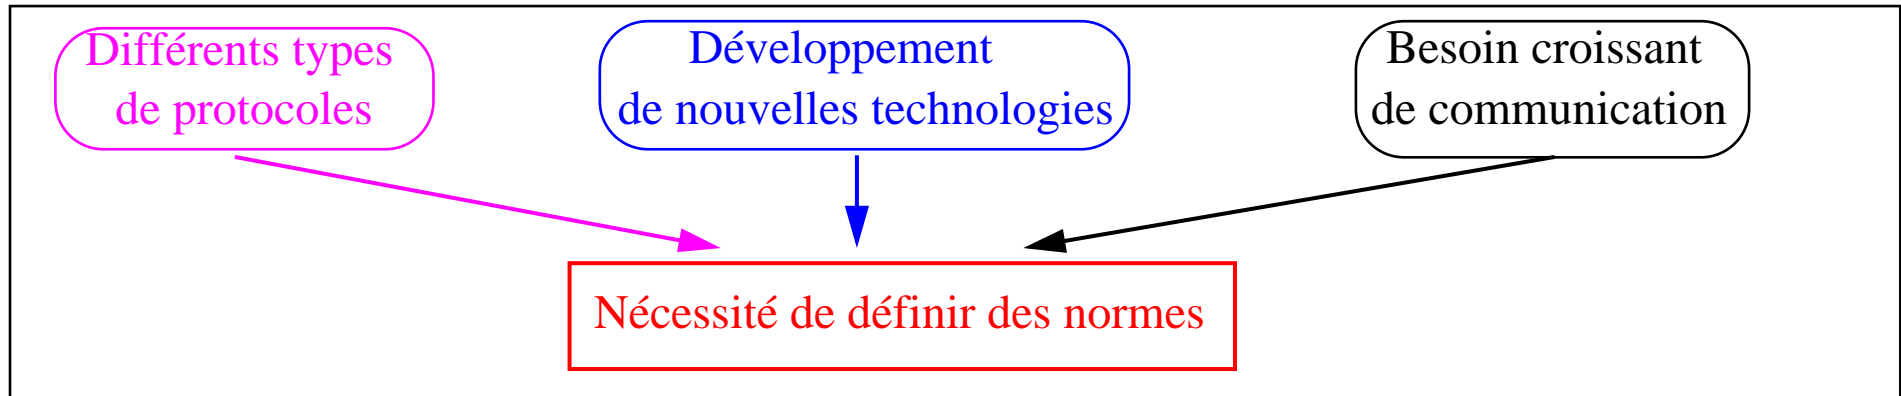 Différents types
de protocoles
Développement
de nouvelles technologies
Besoin croissant
de communication
Nécessité de définir des normes